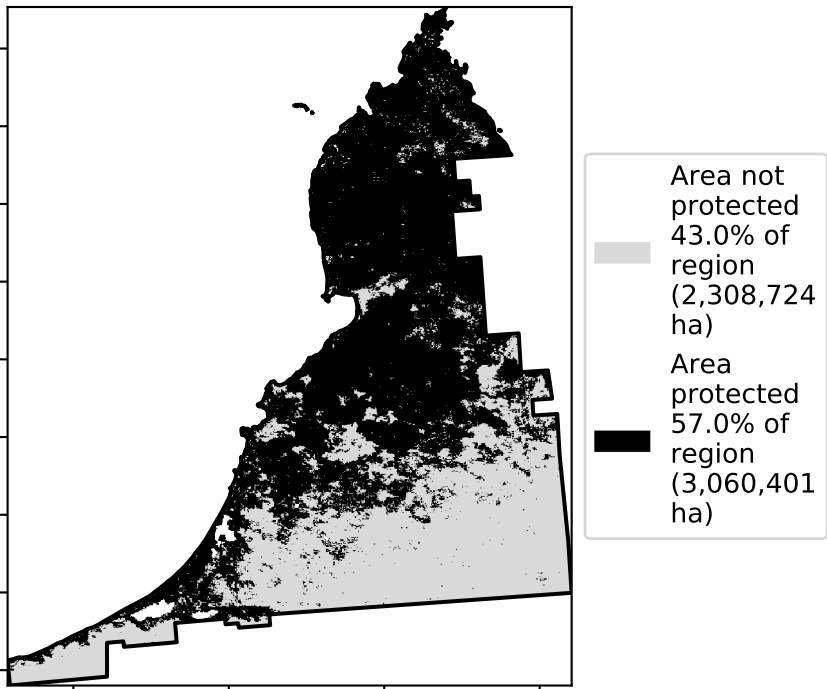 Area not
protected
43.0% of
region
(2,308,724
ha)
Area
protected
57.0% of
region
(3,060,401
ha)